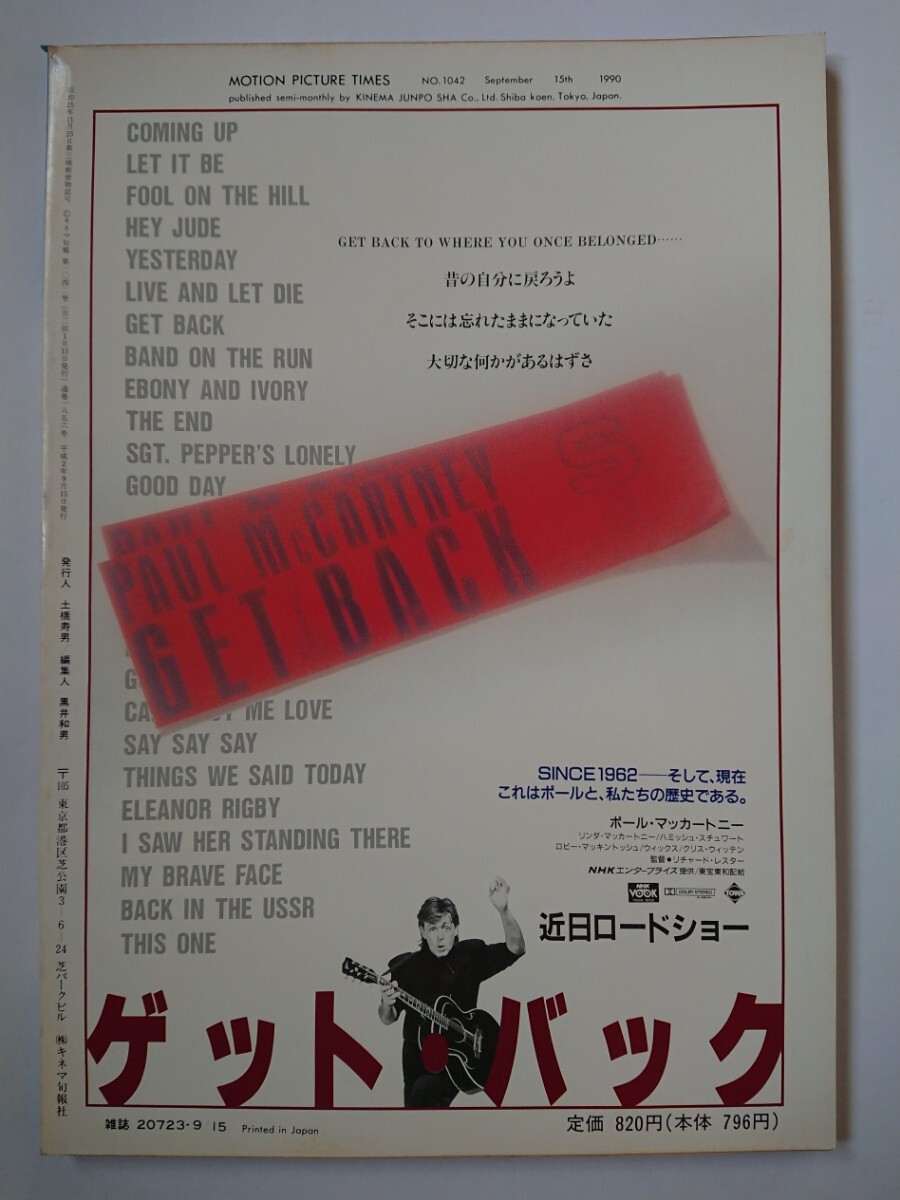 MOTION PICTURE TIMES NO.1042 September 15th 1990
published semi-monthly by KINEMA JUNPO SHA Co., Ltd. Shiba koen, Tokyo, Japan.
COMING UP
LET IT BE
FOOL ON THE HILL
HEY JUDE
YESTERDAY
LIVE AND LET DIE
GET BACK
BAND ON THE RUN
EBONY AND IVORY
THE END
SGT. PEPPER'S LONELY
GOOD DAY
GET BACK TO WHERE YOU ONCE BELONGED……
昔の自分に戻ろうよ
そこには忘れたままになっていた
大切な何かがあるはずさ
PAUL McCARTNEY
PAUL McCARTNEY
GET BACK
S
G
CA ME LOVE
SAY SAY SAY
THINGS WE SAID TODAY
ELEANOR RIGBY
I SAW HER STANDING THERE
MY BRAVE FACE
BACK IN THE USSR
THIS ONE
SINCE1962——そして、現在
これはポールと、私たちの歴史である。
ポール・マッカートニー
リンダ・マッカートニー/ハミッシュ・スチュワート
ロビー・マッキントッシュ/ウィックス/クリス・ウィッテン
監督●リチャード・レスター
NHKエンタープライズ提供/東宝東和配給
NHK VOOK
DOLBY STEREO
TOWA
近日ロードショー
ゲット・バック
雑誌 20723-9/15 Printed in Japan
定価 820円(本体 796円)
発行人 土橋寿男 編集人 黒井和男
〒105 東京都港区芝公園3-6-24 芝パークビル ㈱キネマ旬報社